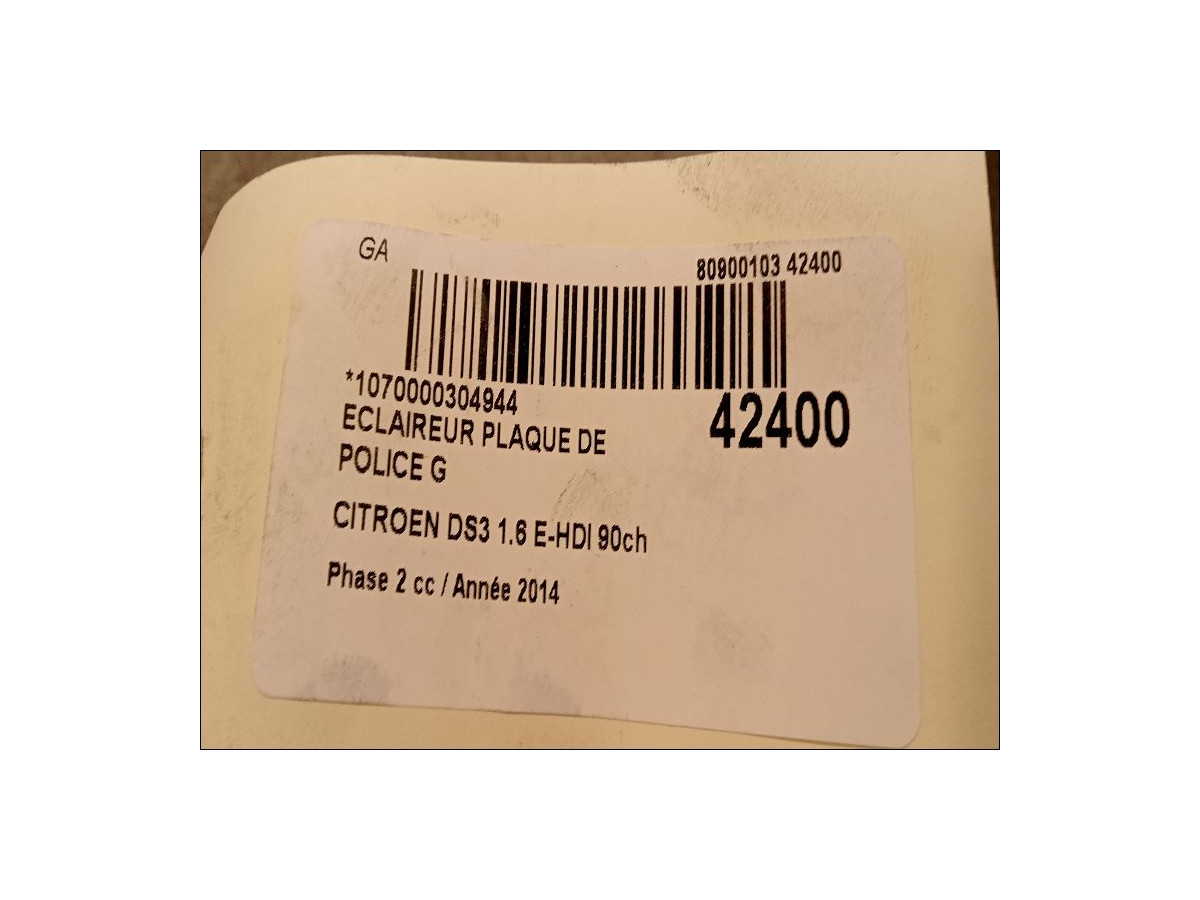 GA
80900103 42400
*1070000304944
42400
ECLAIREUR PLAQUE DE
POLICE G
CITROEN DS3 1.6 E-HDI 90ch
Phase 2 cc / Année 2014